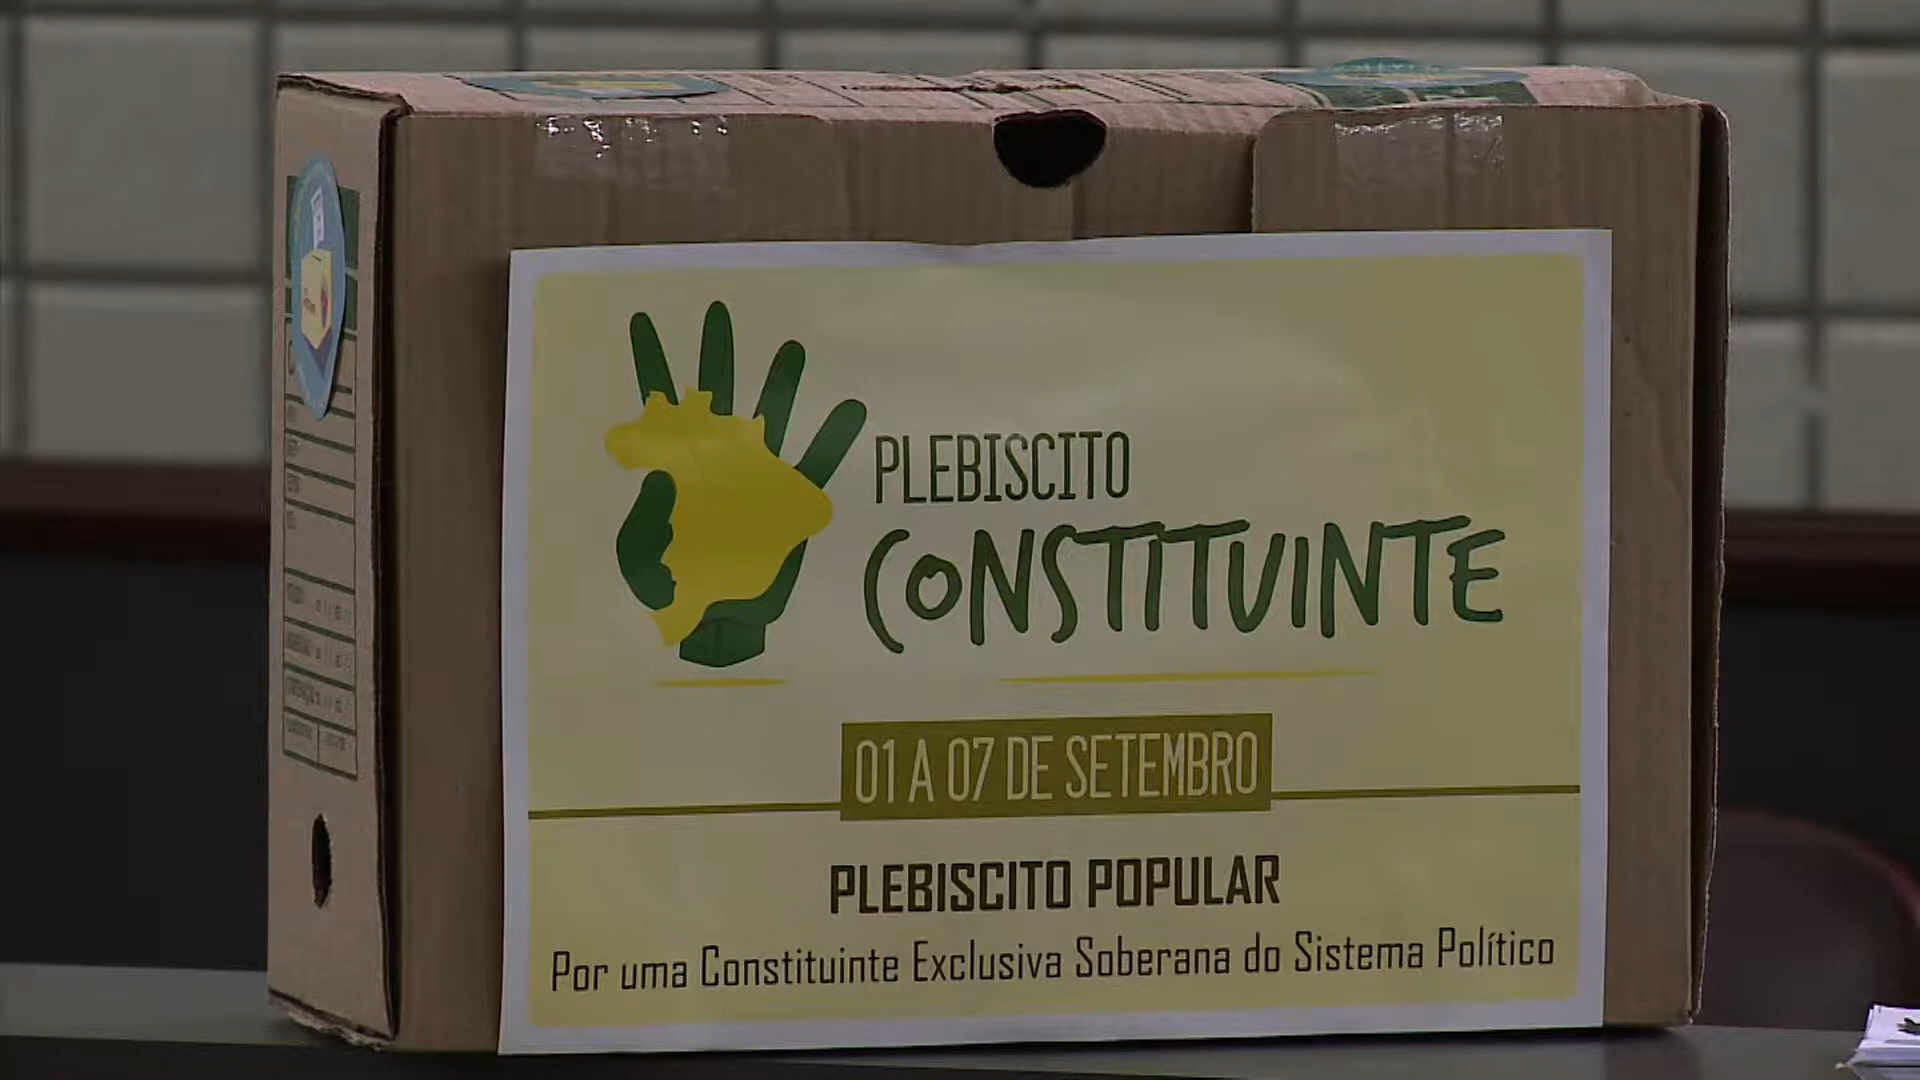 PLEBISCITO
CONSTITUINTE
01 A 07 DE SETEMBRO
PLEBISCITO POPULAR
Por uma Constituinte Exclusiva Soberana do Sistema Político